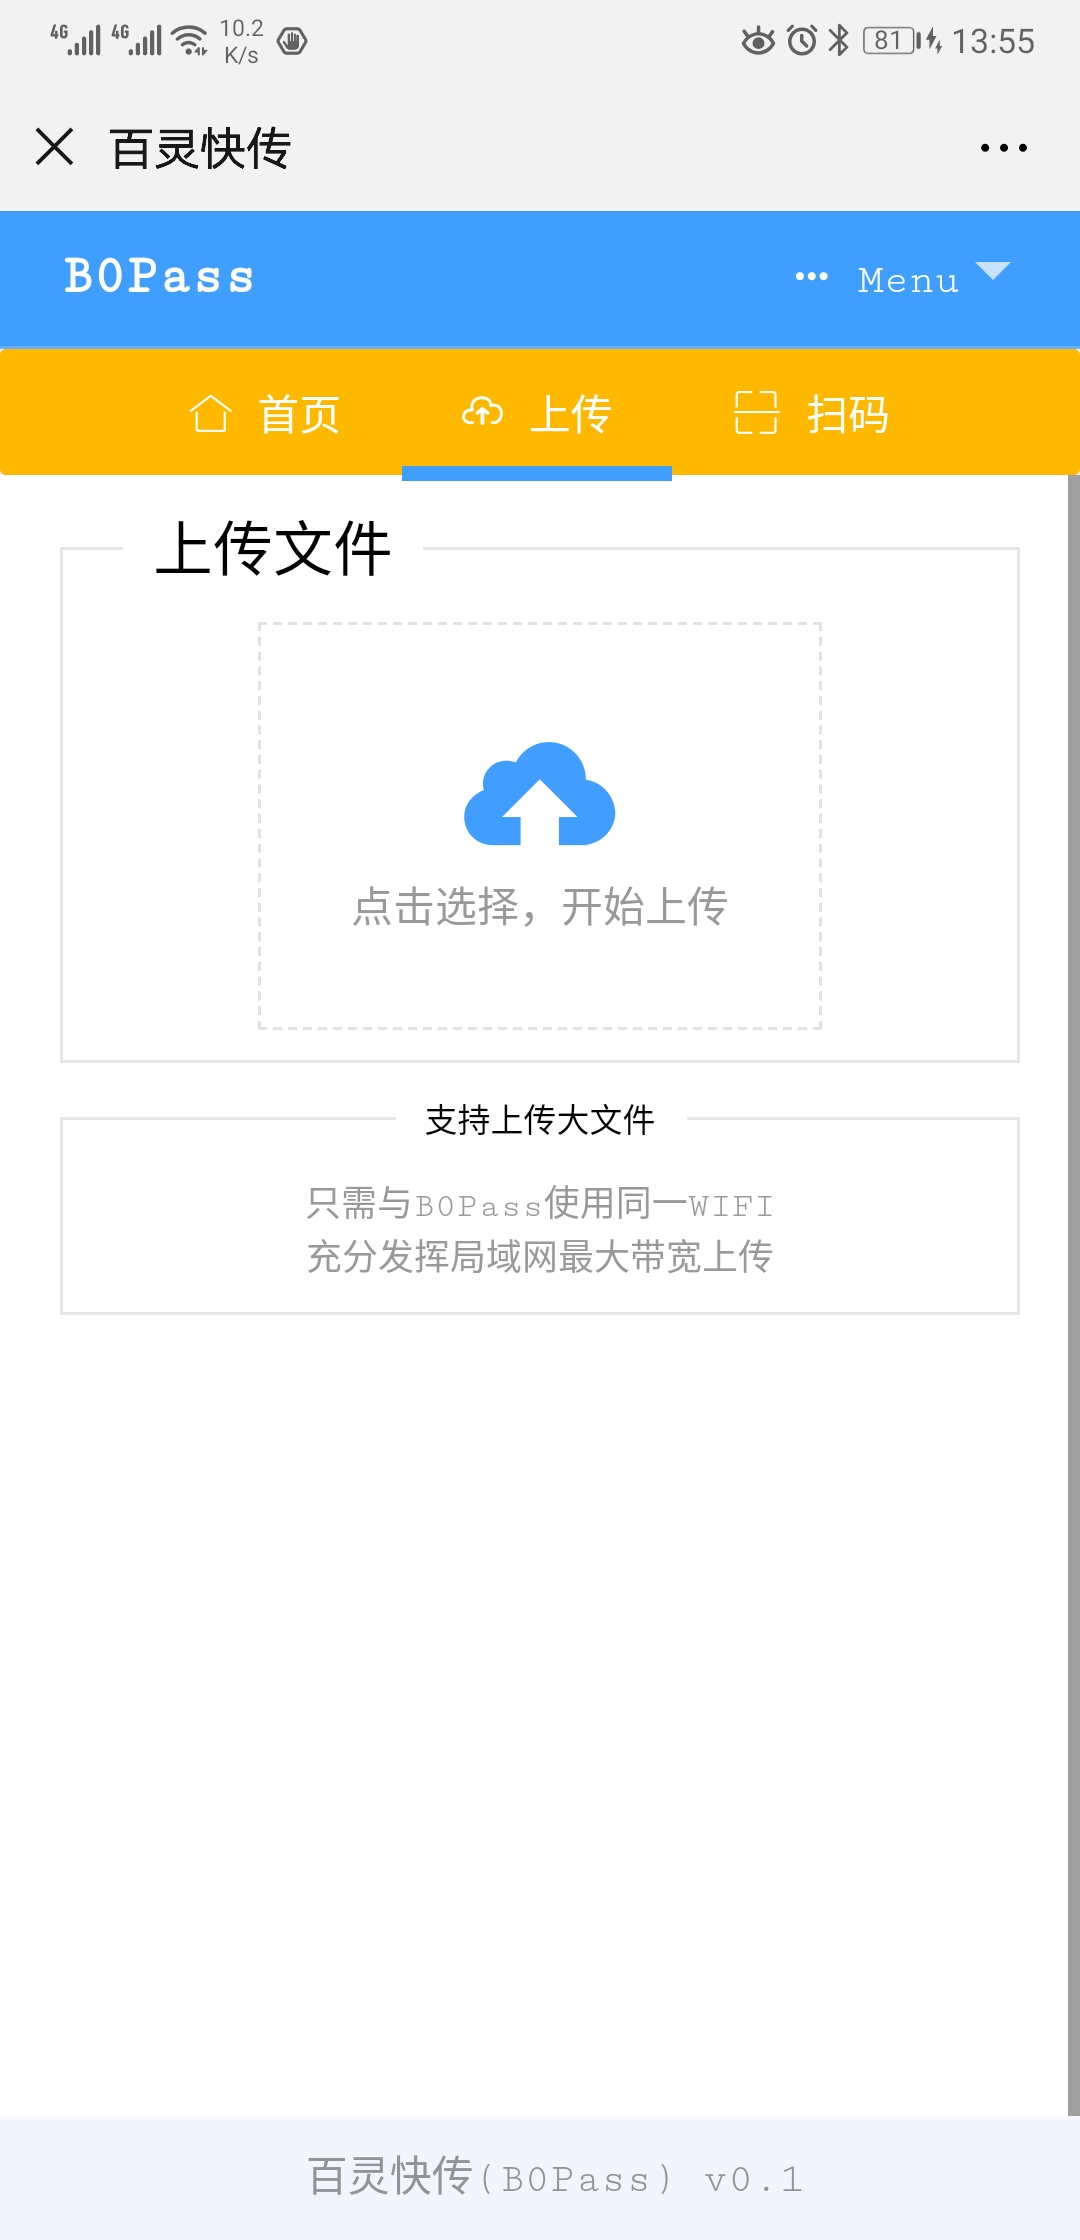 4G 4G 10.2 K/s 81 13:55
百灵快传
B0Pass Menu
首页 上传 扫码
上传文件
点击选择，开始上传
支持上传大文件
只需与B0Pass使用同一WIFI
充分发挥局域网最大带宽上传
百灵快传(B0Pass) v0.1